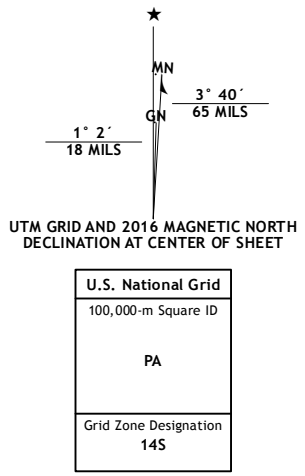 ★
MN
GN
3° 40´
65 MILS
1° 2´
18 MILS
UTM GRID AND 2016 MAGNETIC NORTH
DECLINATION AT CENTER OF SHEET
U.S. National Grid
100,000-m Square ID
PA
Grid Zone Designation
14S